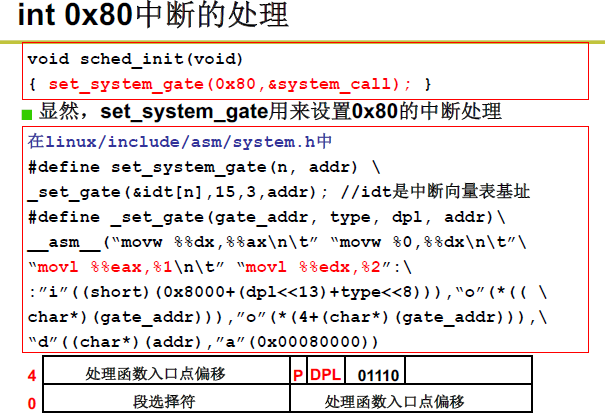 int 0x80中断的处理
void sched_init(void)
{ set_system_gate(0x80,&system_call); }
显然，set_system_gate用来设置0x80的中断处理
在linux/include/asm/system.h中
#define set_system_gate(n, addr) \
_set_gate(&idt[n],15,3,addr); //idt是中断向量表基址
#define _set_gate(gate_addr, type, dpl, addr)\
__asm__(“movw %%dx,%%ax\n\t” “movw %0,%%dx\n\t”\
“movl %%eax,%1\n\t” “movl %%edx,%2”:\
:”i”((short)(0x8000+(dpl<<13)+type<<8))),“o”(*(( \
char*)(gate_addr))),”o”(*(4+(char*)(gate_addr))),\
“d”((char*)(addr),”a”(0x00080000))
4 处理函数入口点偏移 P DPL 01110
0 段选择符 处理函数入口点偏移